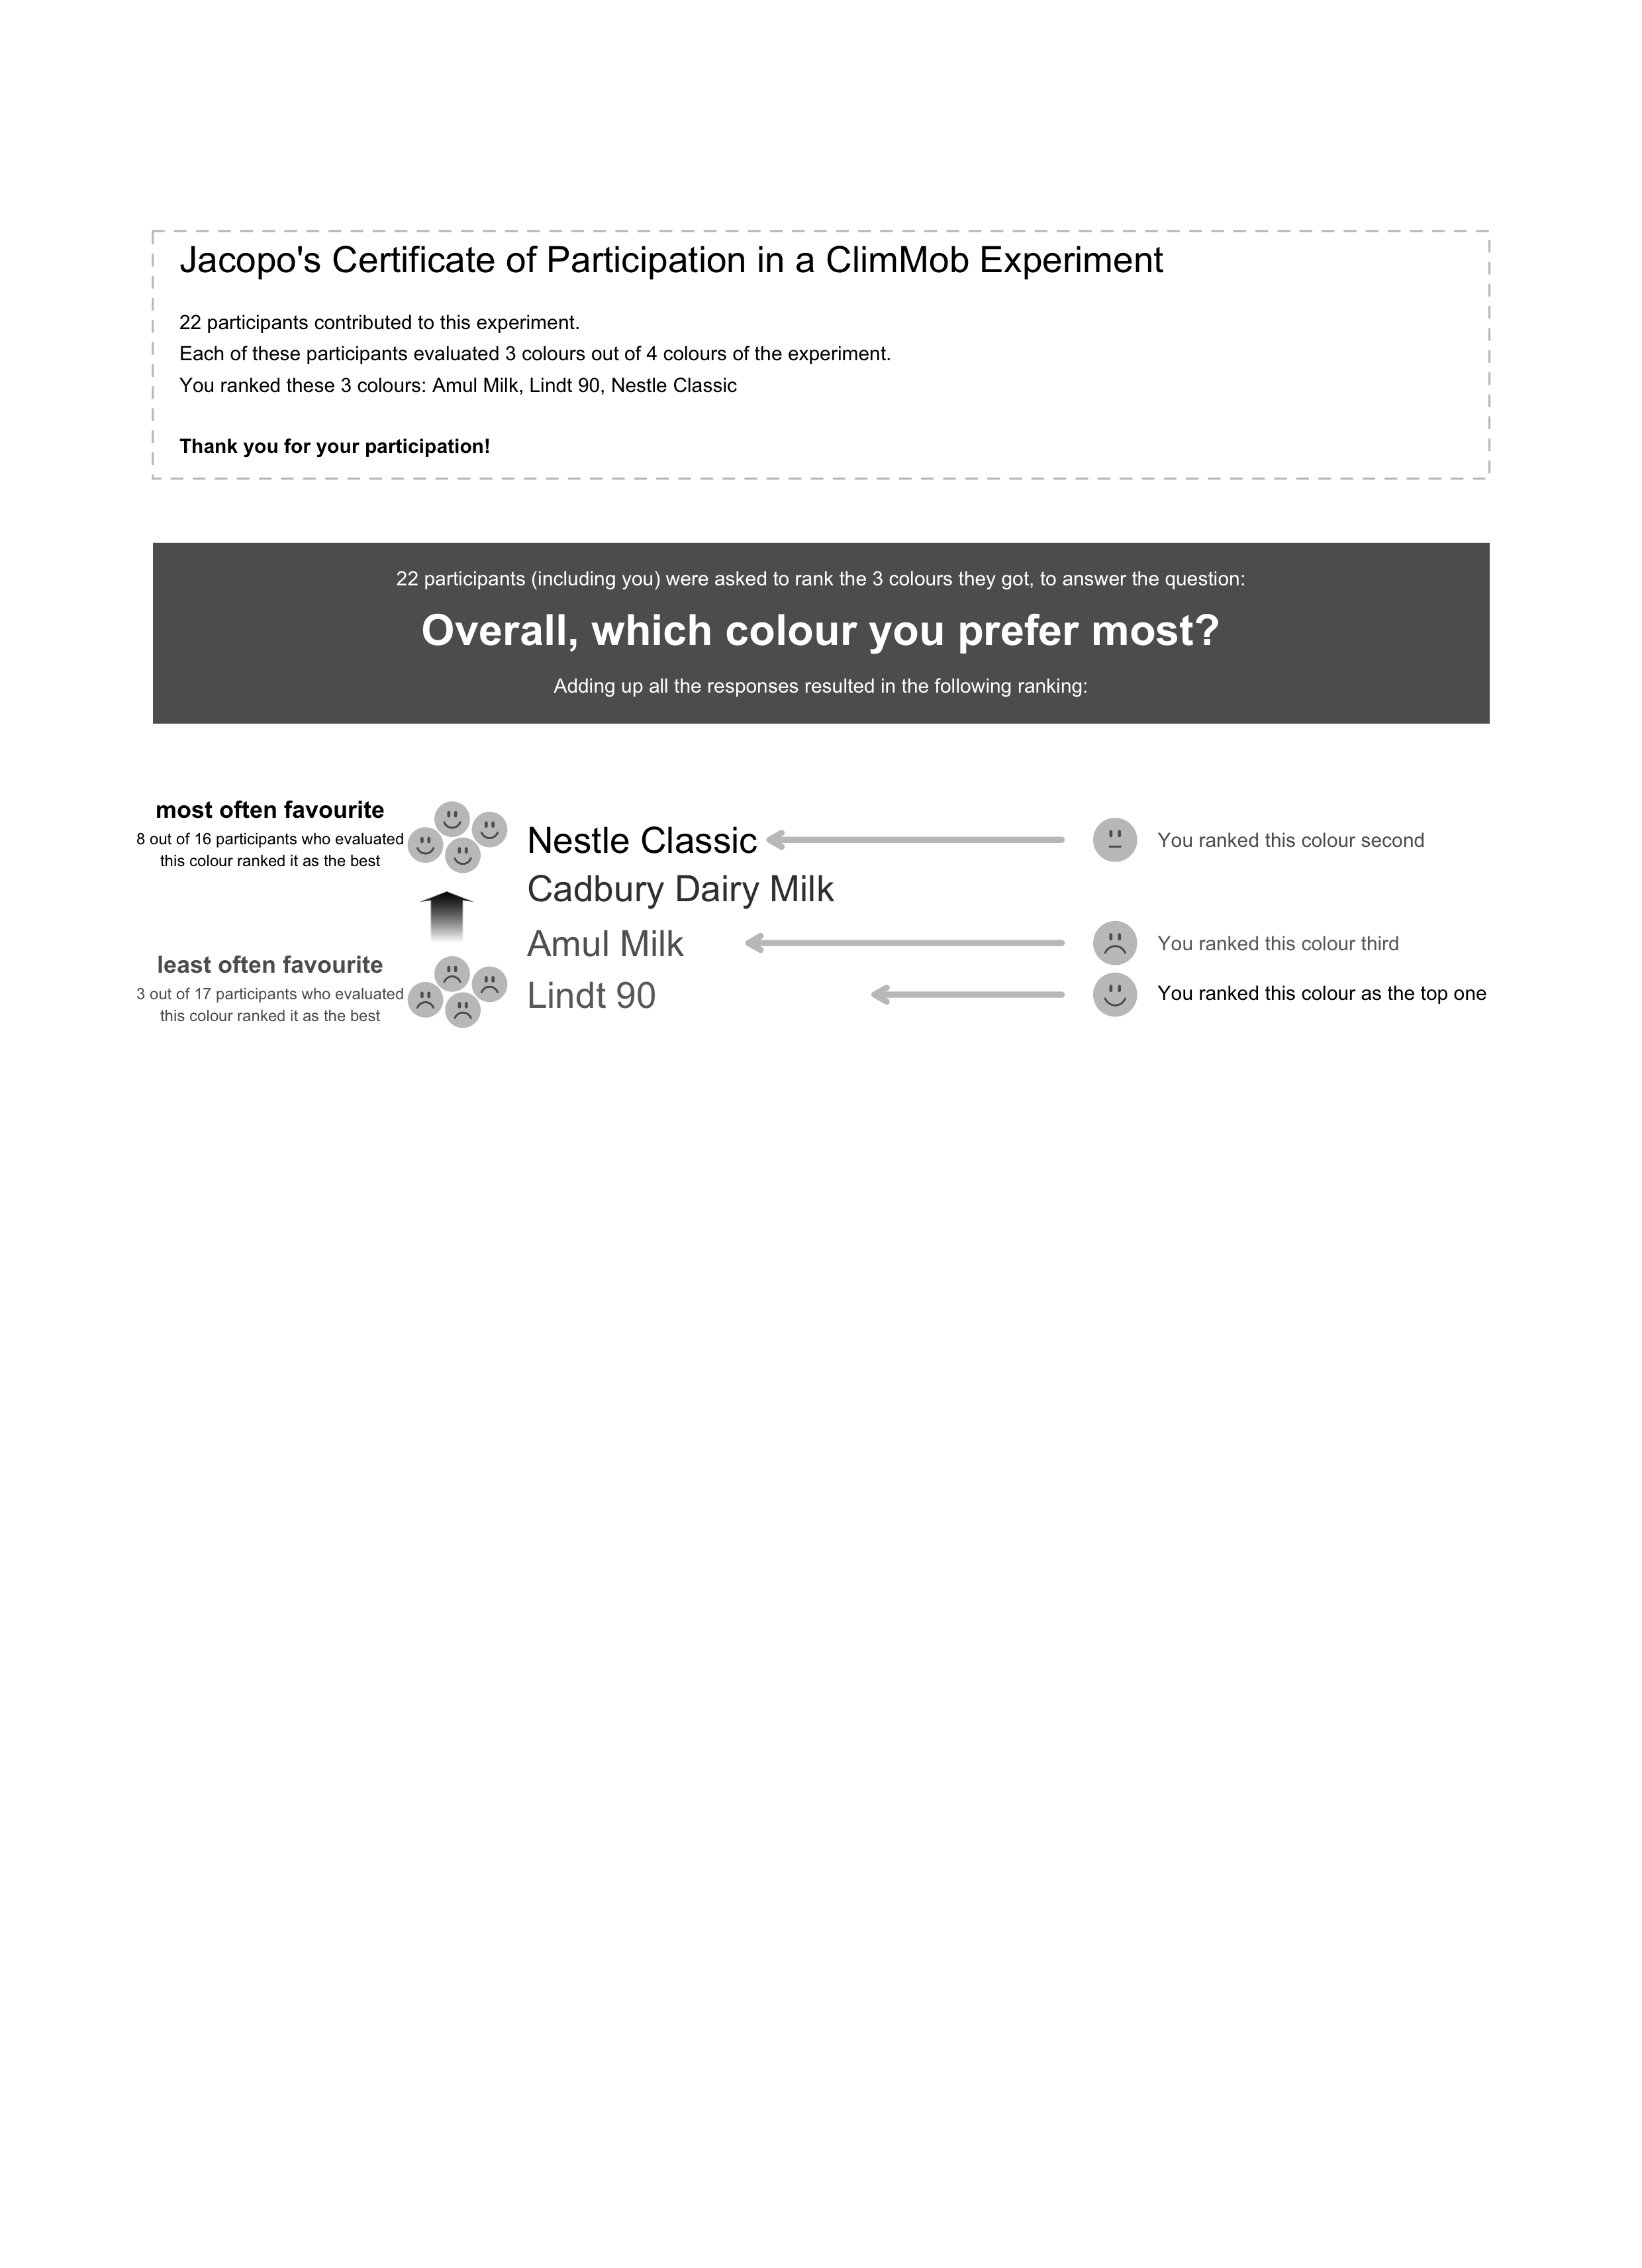 Jacopo's Certificate of Participation in a ClimMob Experiment
22 participants contributed to this experiment.
Each of these participants evaluated 3 colours out of 4 colours of the experiment.
You ranked these 3 colours: Amul Milk, Lindt 90, Nestle Classic
Thank you for your participation!
22 participants (including you) were asked to rank the 3 colours they got, to answer the question:
Overall, which colour you prefer most?
Adding up all the responses resulted in the following ranking:
most often favourite
8 out of 16 participants who evaluated
this colour ranked it as the best
Nestle Classic
You ranked this colour second
Cadbury Dairy Milk
Amul Milk
You ranked this colour third
least often favourite
3 out of 17 participants who evaluated
this colour ranked it as the best
Lindt 90
You ranked this colour as the top one